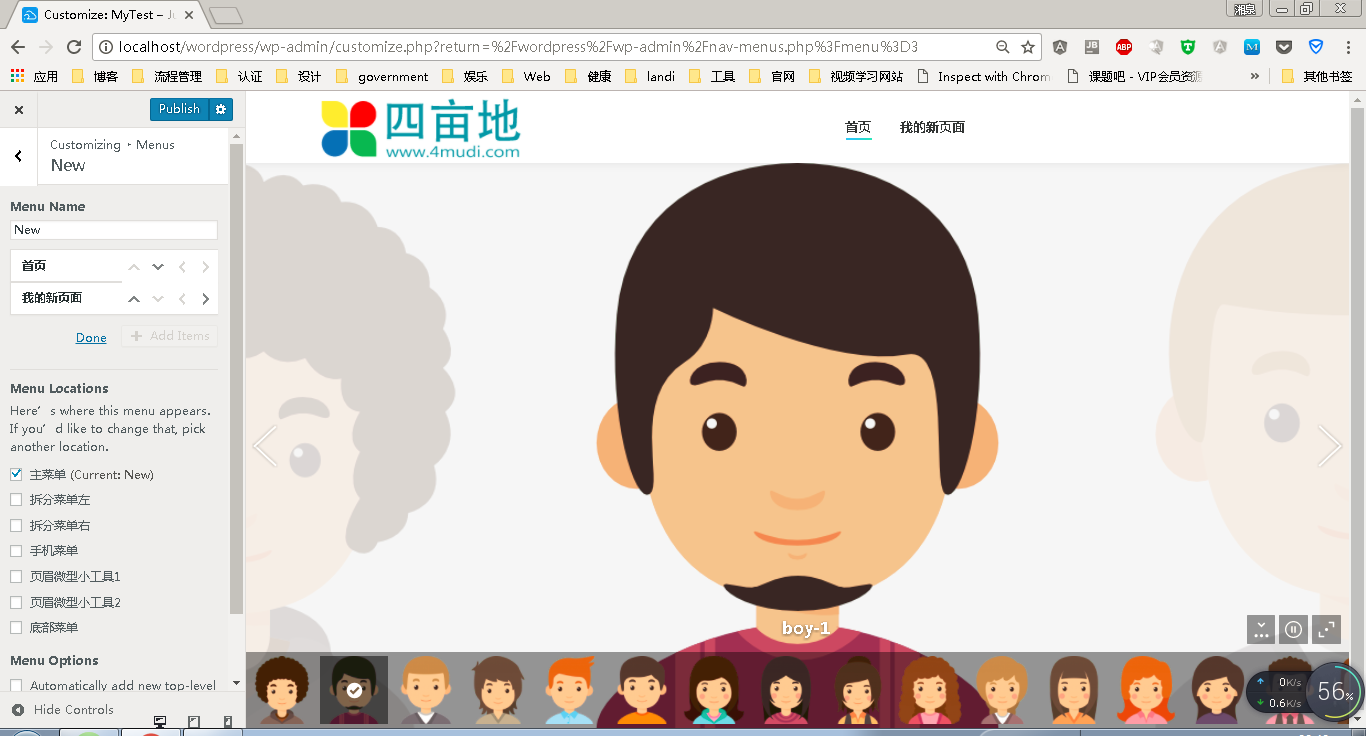 Customize: MyTest – Ju
湘泉
localhost/wordpress/wp-admin/customize.php?return=%2Fwordpress%2Fwp-admin%2Fnav-menus.php%3Fmenu%3D3
JB
ABP
T
M
应用 博客 流程管理 认证 设计 government 娱乐 Web 健康 landi 工具 官网 视频学习网站 Inspect with Chrom 课题吧 - VIP会员资源 » 其他书签
Publish
Customizing ‣ Menus
New
Menu Name
New
首页
我的新页面
Done
Add Items
Menu Locations
Here’s where this menu appears.
If you’d like to change that, pick
another location.
主菜单 (Current: New)
拆分菜单左
拆分菜单右
手机菜单
页眉微型小工具1
页眉微型小工具2
底部菜单
Menu Options
Automatically add new top-level
Hide Controls
四亩地
www.4mudi.com
首页 我的新页面
boy-1
0K/s
0.6K/s
56%